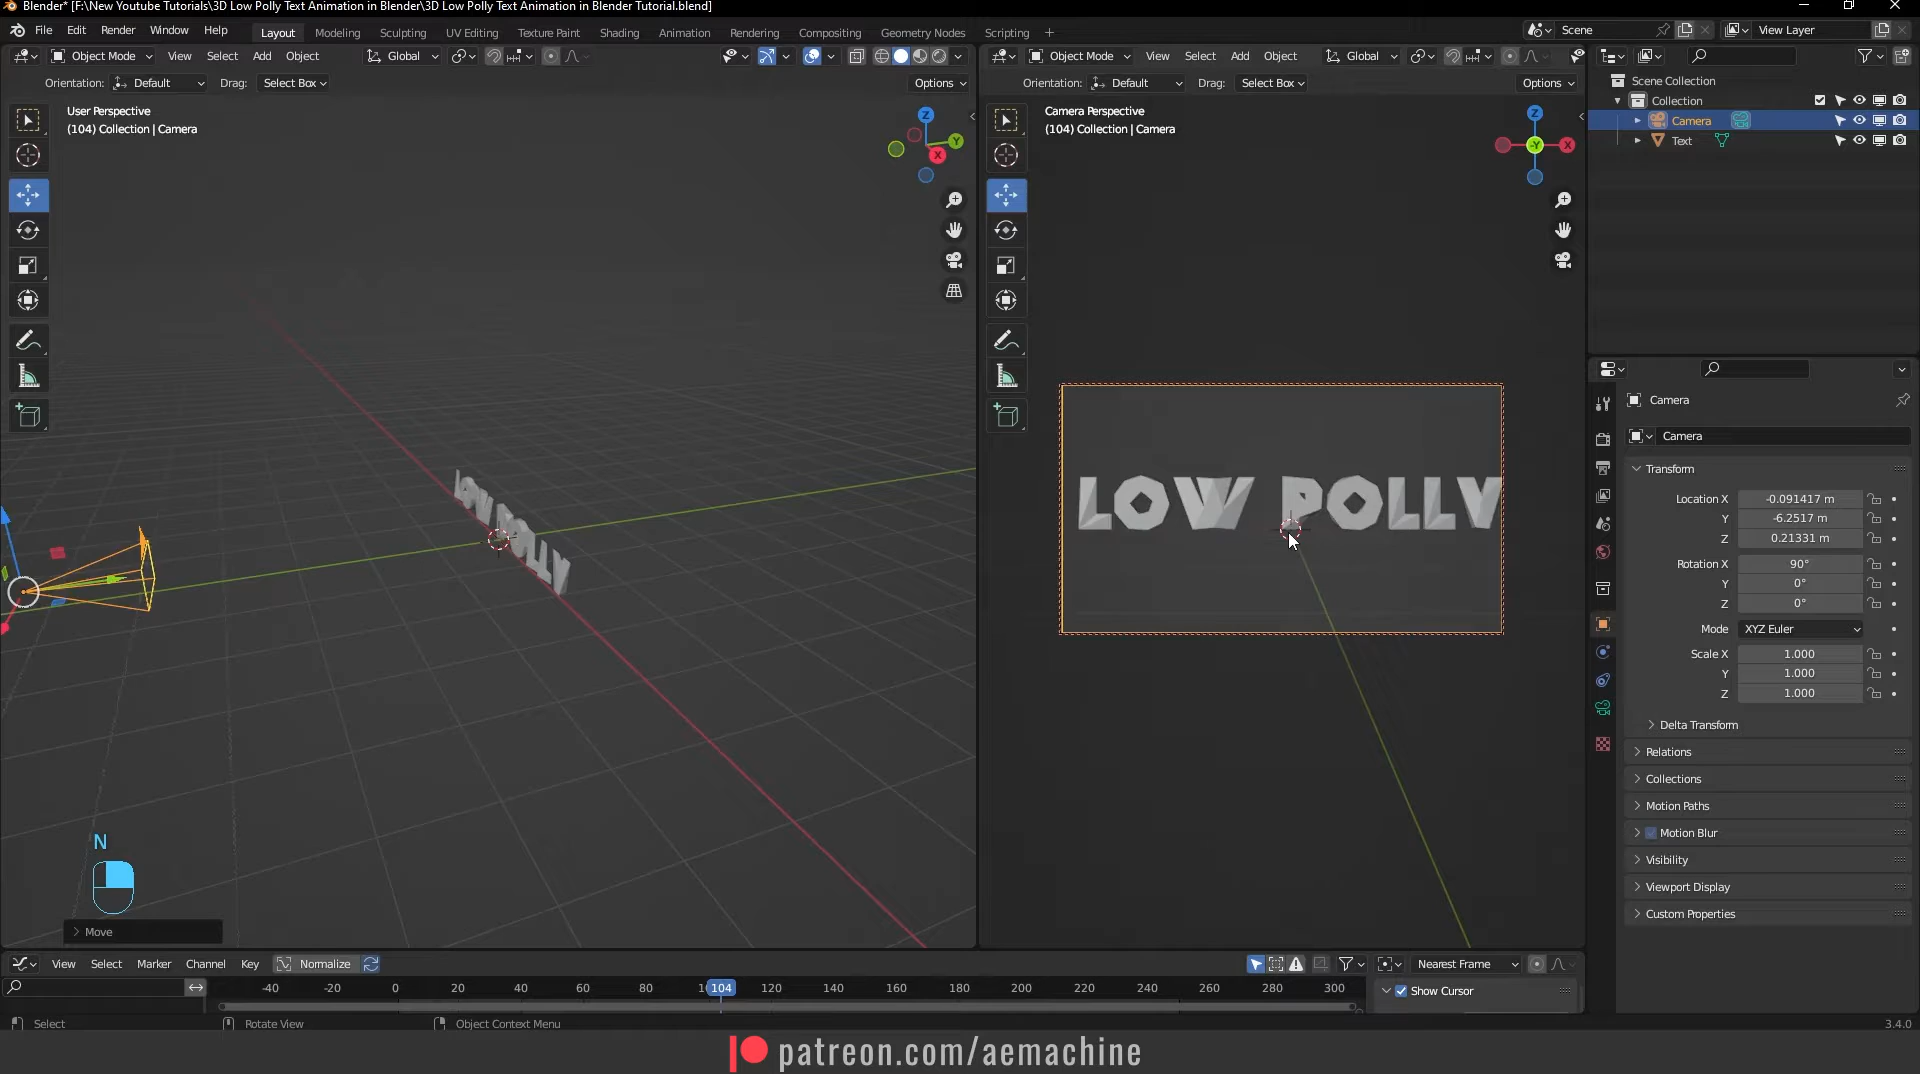 Blender* [F:\New Youtube Tutorials\3D Low Polly Text Animation in Blender\3D Low Polly Text Animation in Blender Tutorial.blend]
File Edit Render Window Help Layout Modeling Sculpting UV Editing Texture Paint Shading Animation Rendering Compositing Geometry Nodes Scripting + Scene View Layer
Object Mode View Select Add Object Global
Object Mode View Select Add Object Global
Orientation: Default Drag: Select Box Options
Orientation: Default Drag: Select Box Options
User Perspective
(104) Collection | Camera
Z
Y
X
Camera Perspective
(104) Collection | Camera
Z
-Y
X
LOW POLLY
LOW POLLY
N
Move
Scene Collection
Collection
Camera
Text
Camera
Camera
Transform
Location X -0.091417 m
Y -6.2517 m
Z 0.21331 m
Rotation X 90°
Y 0°
Z 0°
Mode XYZ Euler
Scale X 1.000
Y 1.000
Z 1.000
Delta Transform
Relations
Collections
Motion Paths
Motion Blur
Visibility
Viewport Display
Custom Properties
View Select Marker Channel Key Normalize Nearest Frame
-40 -20 0 20 40 60 80 104 120 140 160 180 200 220 240 260 280 300
Show Cursor
Select Rotate View Object Context Menu 3.4.0
patreon.com/aemachine